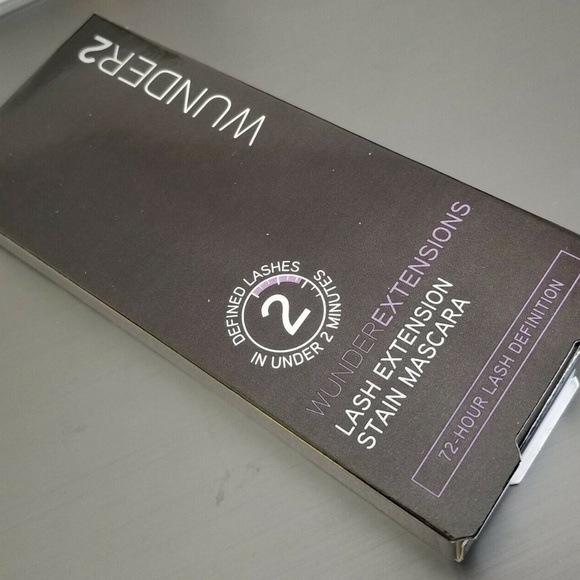 WUNDER2
DEFINED LASHES
IN UNDER 2 MINUTES
2
WUNDEREXTENSIONS
LASH EXTENSION
STAIN MASCARA
72-HOUR LASH DEFINITION